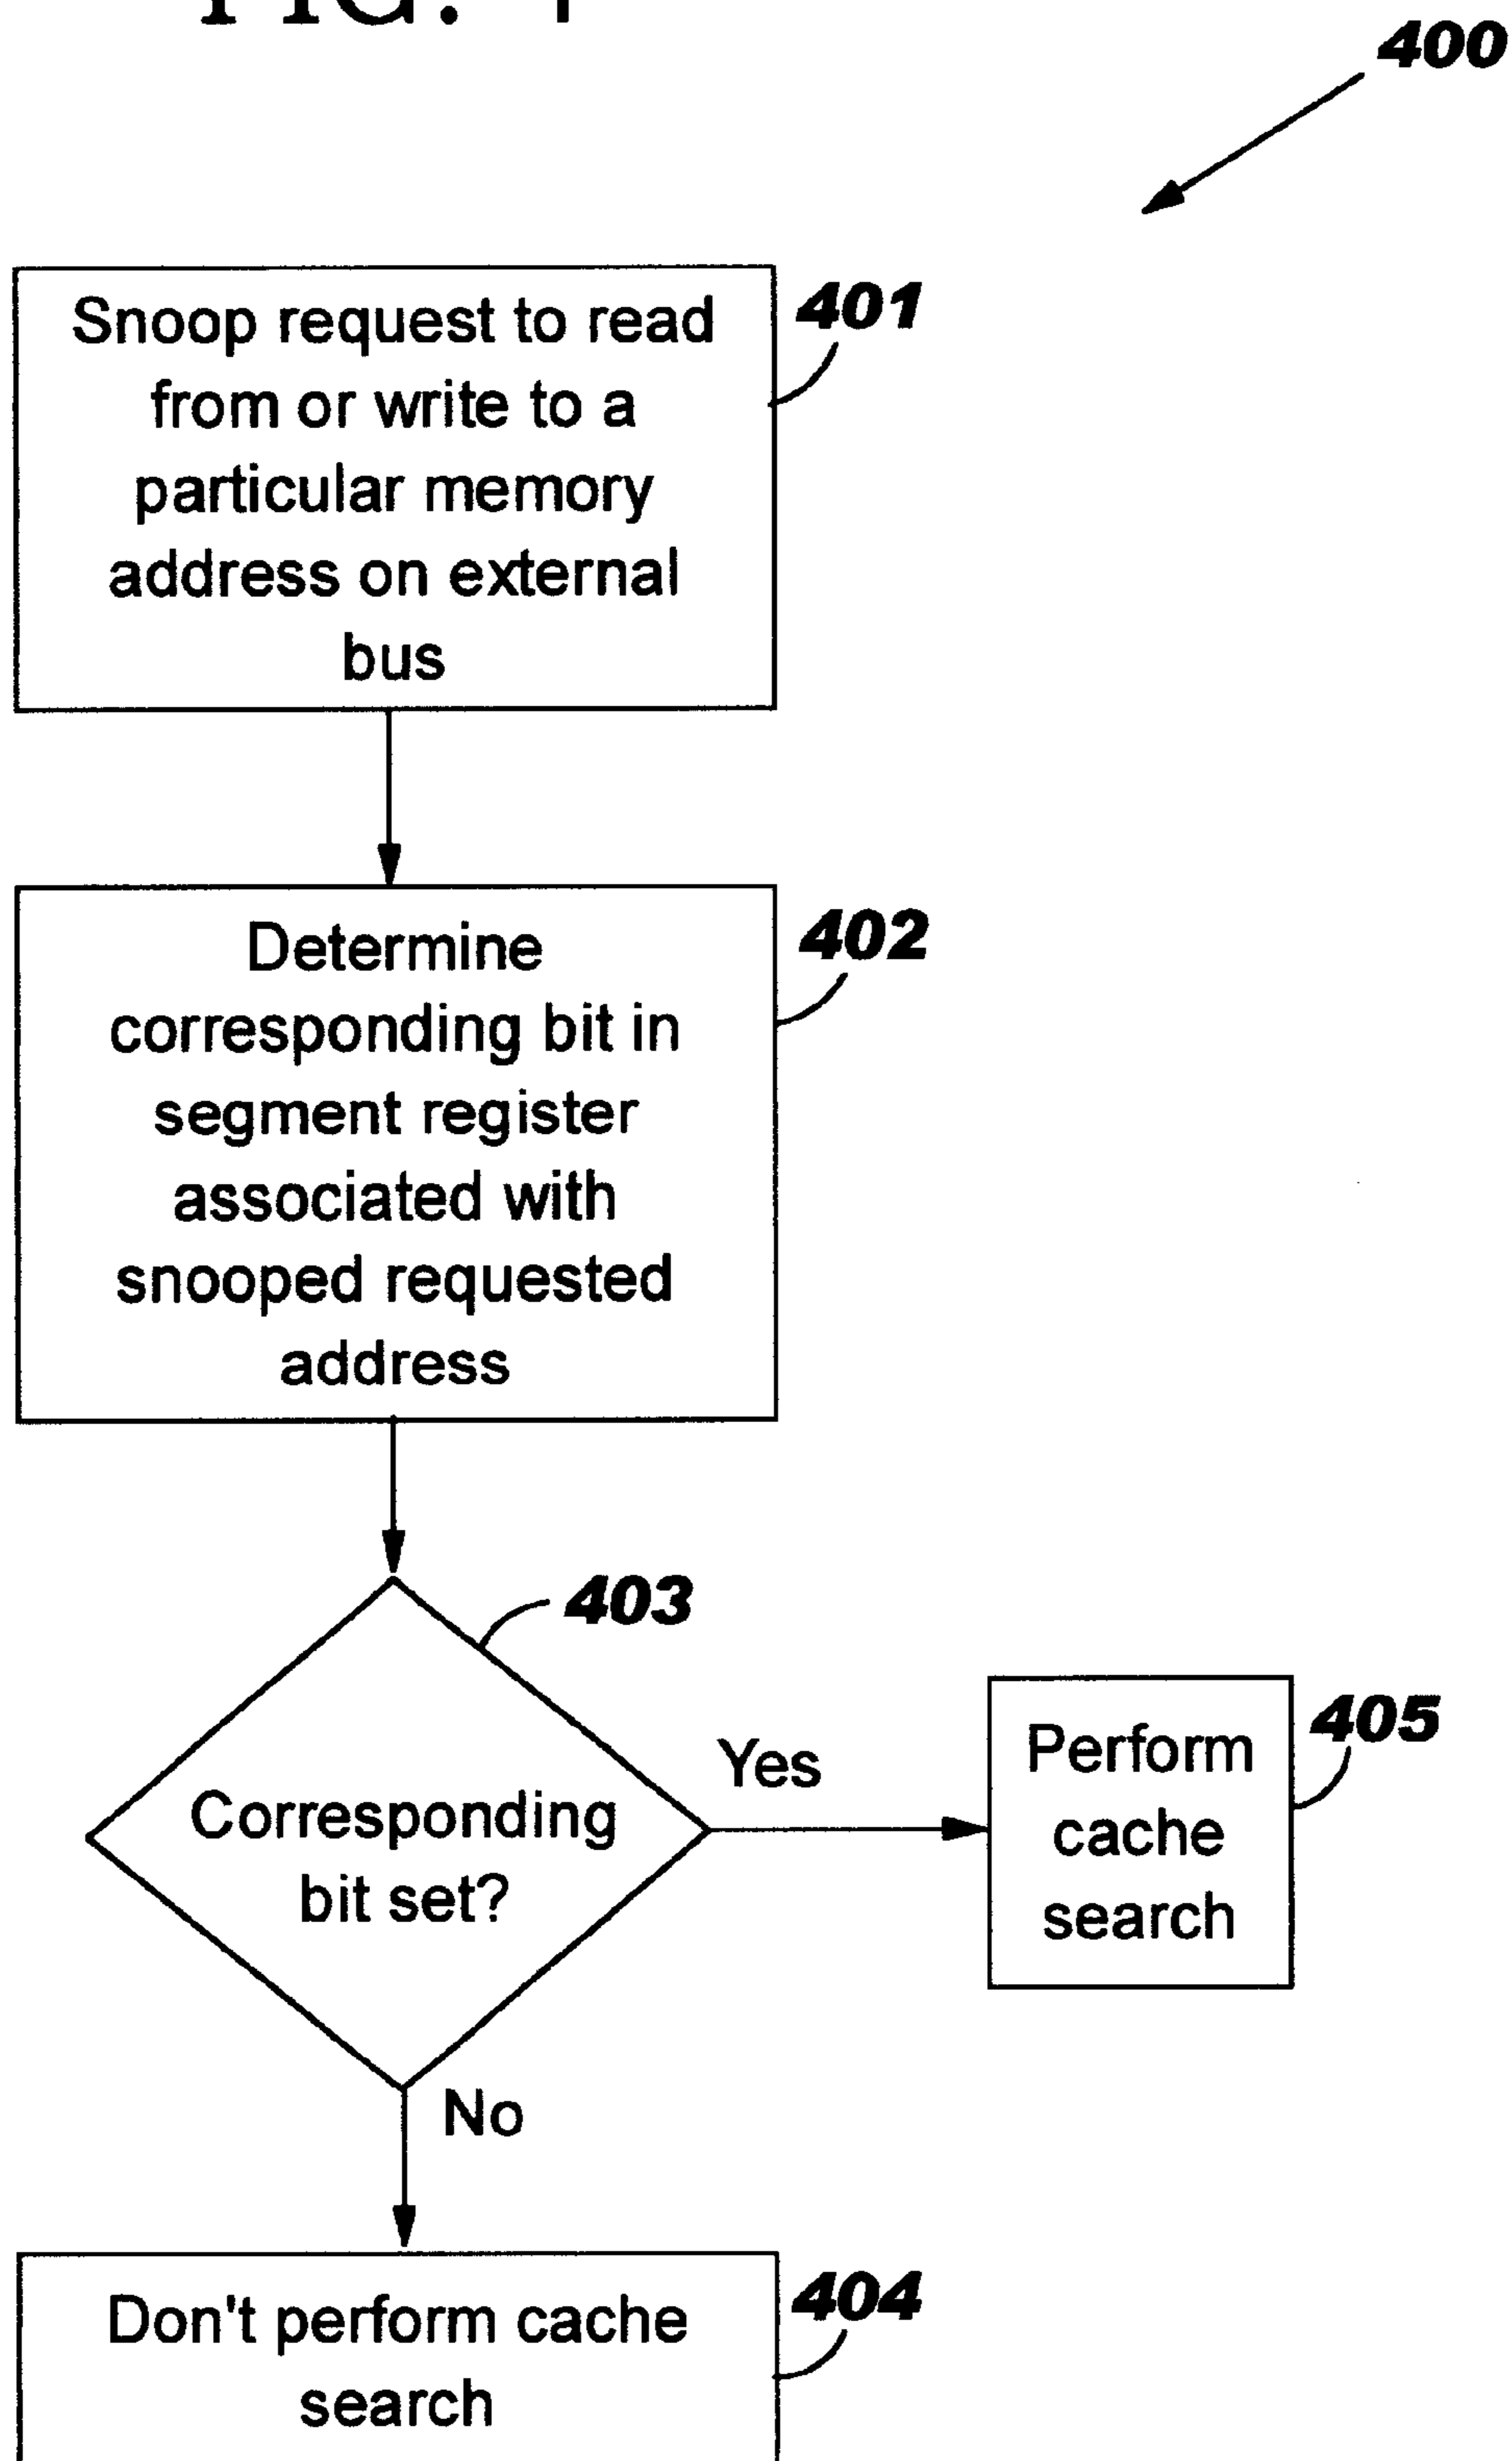 FIG. 4
400
Snoop request to read
from or write to a
particular memory
address on external
bus
401
Determine
corresponding bit in
segment register
associated with
snooped requested
address
402
403
Corresponding
bit set?
Yes
Perform
cache
search
405
No
Don't perform cache
search
404